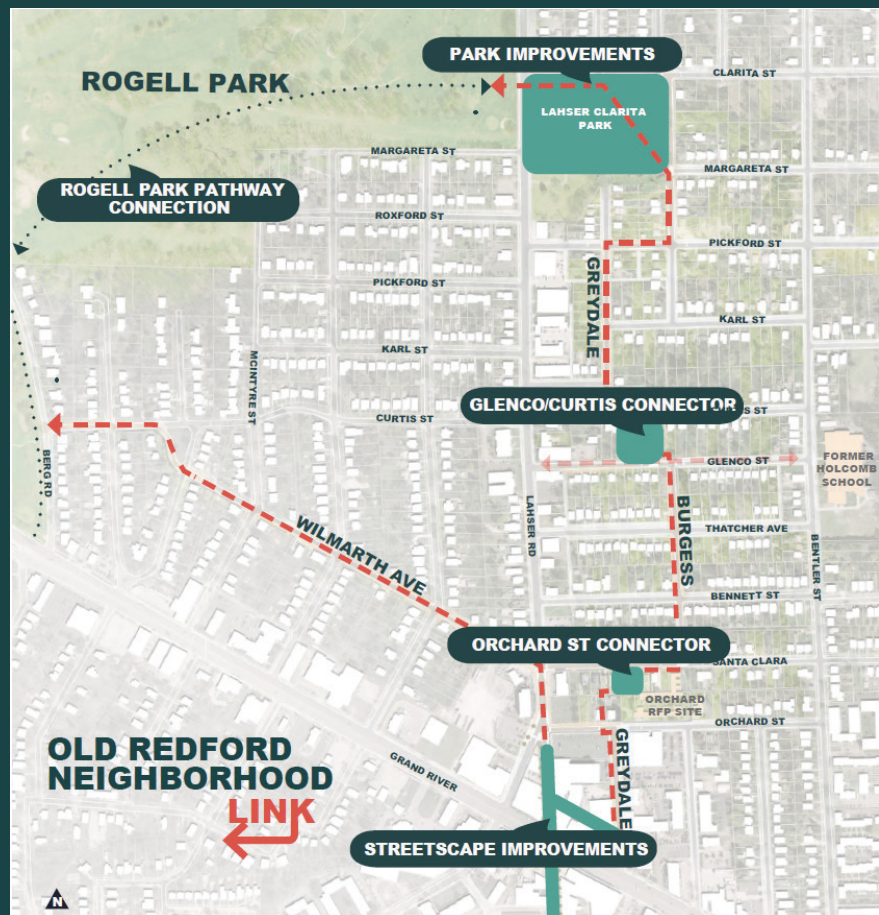 PARK IMPROVEMENTS
CLARITA ST
ROGELL PARK
LAHSER CLARITA
PARK
MARGARETA ST
MARGARETA ST
ROGELL PARK PATHWAY
CONNECTION
ROXFORD ST
PICKFORD ST
GREYDALE
PICKFORD ST
KARL ST
KARL ST
MCINTYRE ST
GLENCO/CURTIS CONNECTOR
ST
CURTIS ST
BERG RD
GLENCO ST
FORMER
HOLCOMB
SCHOOL
LAHSER RD
BURGESS
THATCHER AVE
BENTLER ST
WILMARTH AVE
BENNETT ST
ORCHARD ST CONNECTOR
SANTA CLARA
ORCHARD
RFP SITE
ORCHARD ST
OLD REDFORD
NEIGHBORHOOD
LINK
GRAND RIVER
GREYDALE
STREETSCAPE IMPROVEMENTS
N